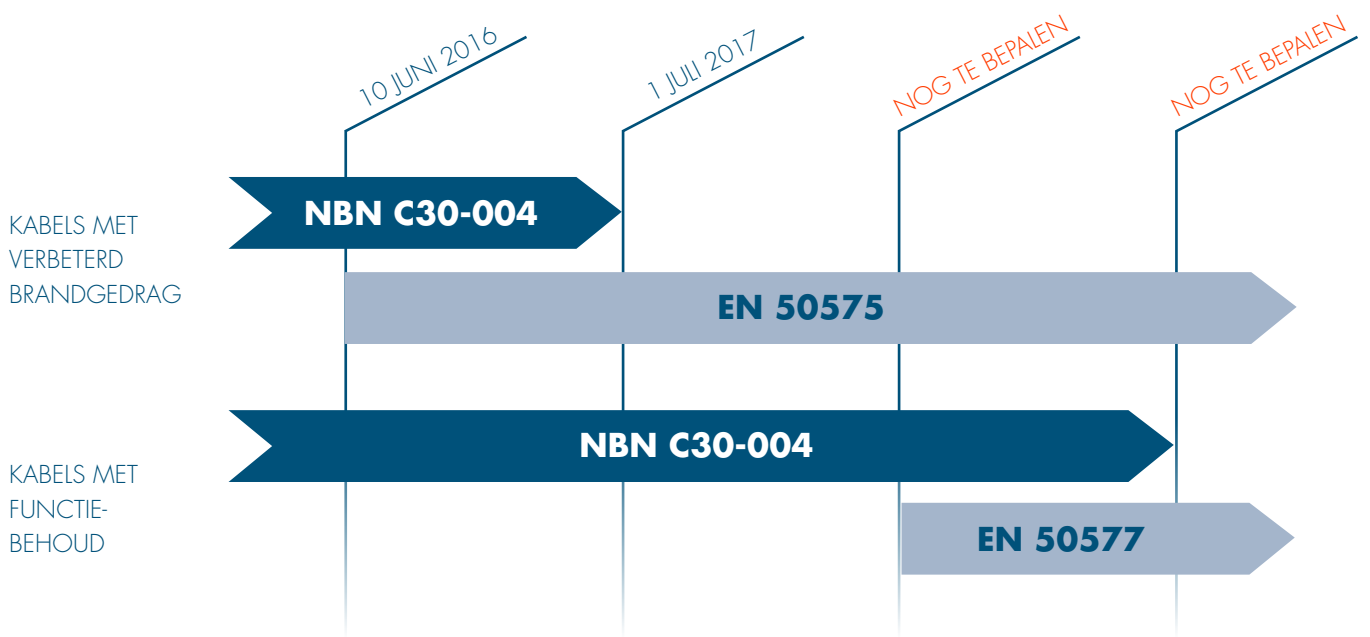 10 JUNI 2016
1 JULI 2017
NOG TE BEPALEN
NOG TE BEPALEN
KABELS MET
VERBETERD
BRANDGEDRAG
NBN C30-004
EN 50575
KABELS MET
FUNCTIE-
BEHOUD
NBN C30-004
EN 50577